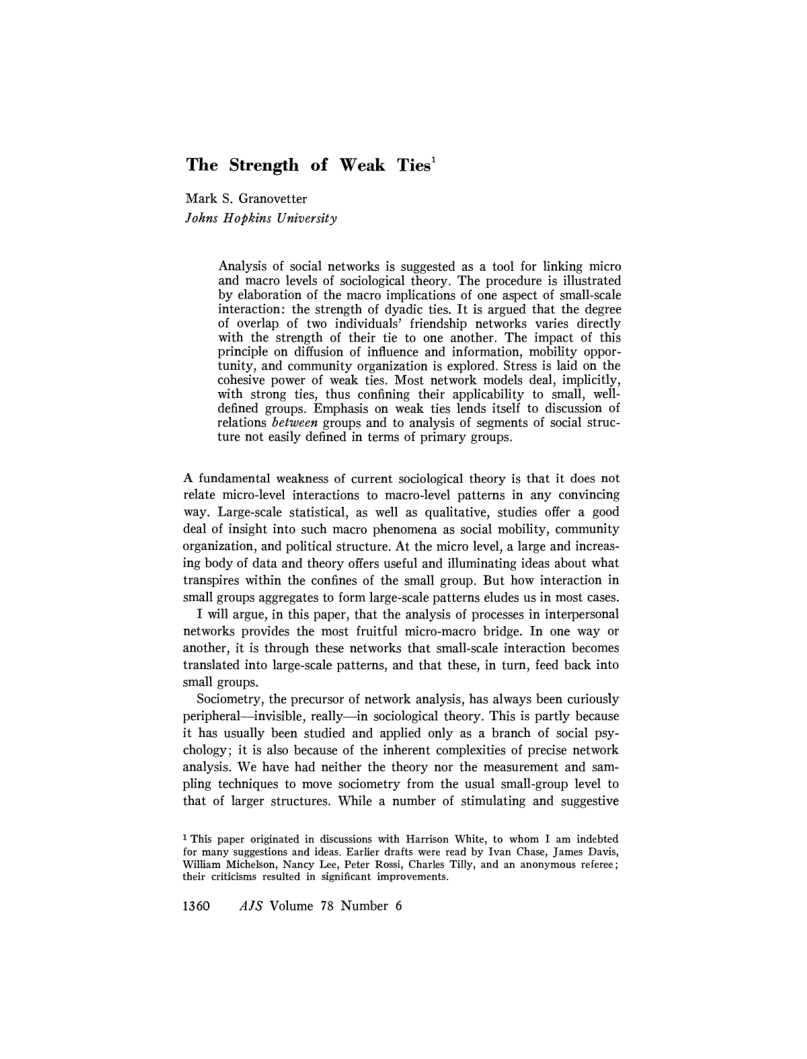 The Strength of Weak Ties¹
Mark S. Granovetter
Johns Hopkins University
Analysis of social networks is suggested as a tool for linking micro
and macro levels of sociological theory. The procedure is illustrated
by elaboration of the macro implications of one aspect of small-scale
interaction: the strength of dyadic ties. It is argued that the degree
of overlap of two individuals' friendship networks varies directly
with the strength of their tie to one another. The impact of this
principle on diffusion of influence and information, mobility oppor-
tunity, and community organization is explored. Stress is laid on the
cohesive power of weak ties. Most network models deal, implicitly,
with strong ties, thus confining their applicability to small, well-
defined groups. Emphasis on weak ties lends itself to discussion of
relations between groups and to analysis of segments of social struc-
ture not easily defined in terms of primary groups.
A fundamental weakness of current sociological theory is that it does not
relate micro-level interactions to macro-level patterns in any convincing
way. Large-scale statistical, as well as qualitative, studies offer a good
deal of insight into such macro phenomena as social mobility, community
organization, and political structure. At the micro level, a large and increas-
ing body of data and theory offers useful and illuminating ideas about what
transpires within the confines of the small group. But how interaction in
small groups aggregates to form large-scale patterns eludes us in most cases.
I will argue, in this paper, that the analysis of processes in interpersonal
networks provides the most fruitful micro-macro bridge. In one way or
another, it is through these networks that small-scale interaction becomes
translated into large-scale patterns, and that these, in turn, feed back into
small groups.
Sociometry, the precursor of network analysis, has always been curiously
peripheral—invisible, really—in sociological theory. This is partly because
it has usually been studied and applied only as a branch of social psy-
chology; it is also because of the inherent complexities of precise network
analysis. We have had neither the theory nor the measurement and sam-
pling techniques to move sociometry from the usual small-group level to
that of larger structures. While a number of stimulating and suggestive
¹ This paper originated in discussions with Harrison White, to whom I am indebted
for many suggestions and ideas. Earlier drafts were read by Ivan Chase, James Davis,
William Michelson, Nancy Lee, Peter Rossi, Charles Tilly, and an anonymous referee;
their criticisms resulted in significant improvements.
1360 AJS Volume 78 Number 6